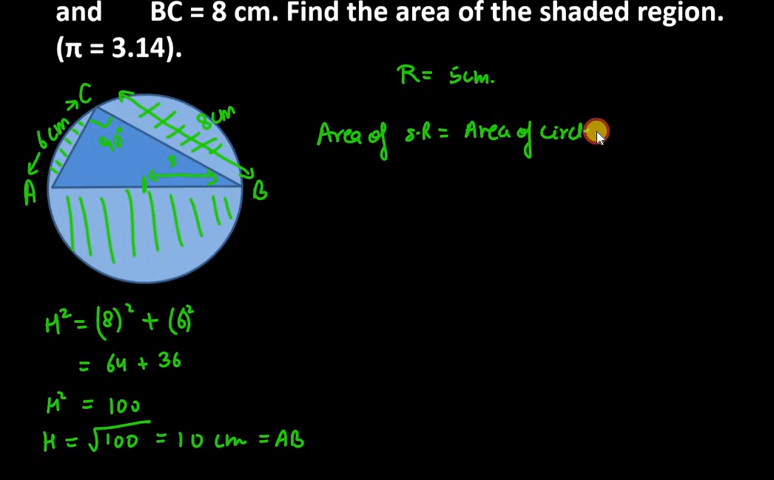 and BC = 8 cm. Find the area of the shaded region.
(π = 3.14).
R = 5cm.
C
6cm
8cm
90°
Area of S.R = Area of circl
5
A
B
H² = (8)² + (6)²
= 64 + 36
H² = 100
H = √100 = 10 cm = AB